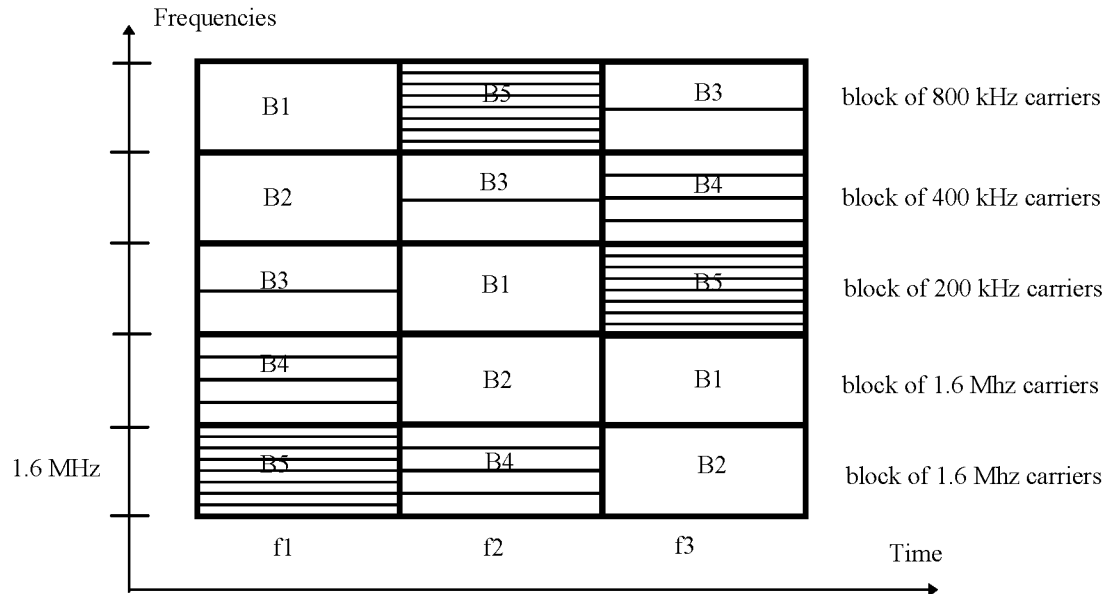 Frequencies
B1 B5 B3 block of 800 kHz carriers
B2 B3 B4 block of 400 kHz carriers
B3 B1 B5 block of 200 kHz carriers
B4 B2 B1 block of 1.6 Mhz carriers
1.6 MHz B5 B4 B2 block of 1.6 Mhz carriers
f1 f2 f3 Time